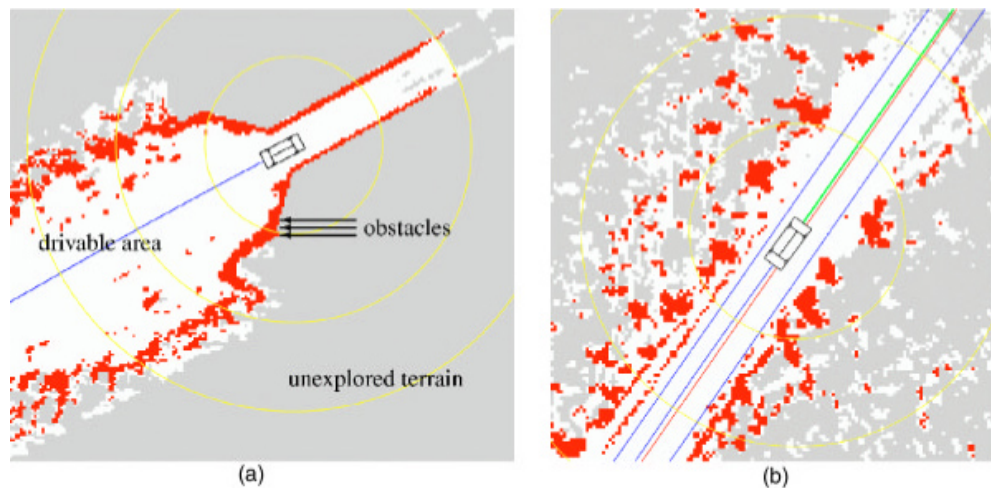 drivable area
obstacles
unexplored terrain
(a)
(b)